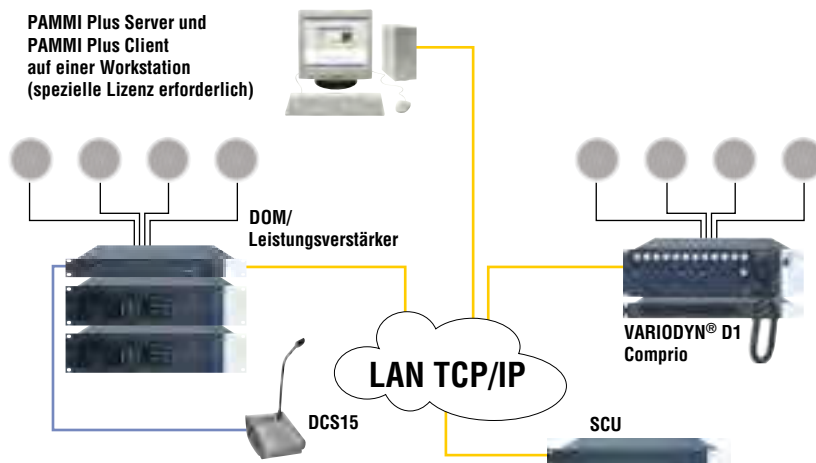 PAMMI Plus Server und
PAMMI Plus Client
auf einer Workstation
(spezielle Lizenz erforderlich)
DOM/
Leistungsverstärker
VARIODYN® D1
Comprio
LAN TCP/IP
DCS15
SCU